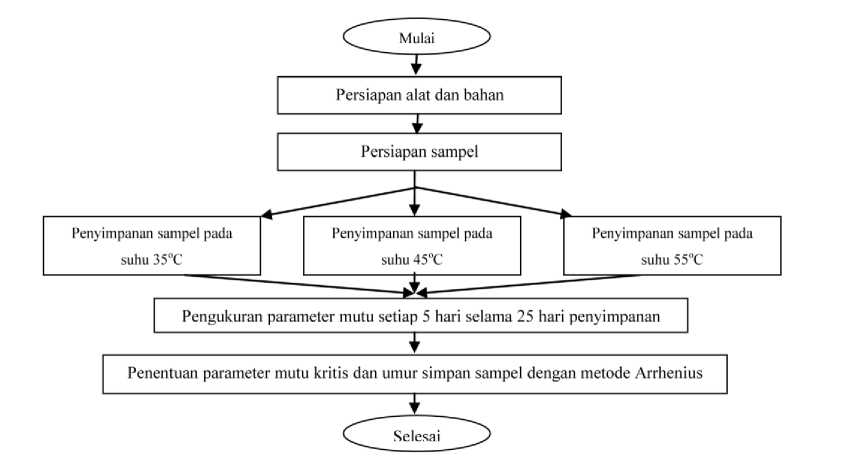 Mulai
Persiapan alat dan bahan
Persiapan sampel
Penyimpanan sampel pada
suhu 35°C
Penyimpanan sampel pada
suhu 45°C
Penyimpanan sampel pada
suhu 55°C
Pengukuran parameter mutu setiap 5 hari selama 25 hari penyimpanan
Penentuan parameter mutu kritis dan umur simpan sampel dengan metode Arrhenius
Selesai